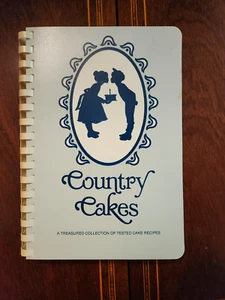 Country
Cakes
A TREASURED COLLECTION OF TESTED CAKE RECIPES